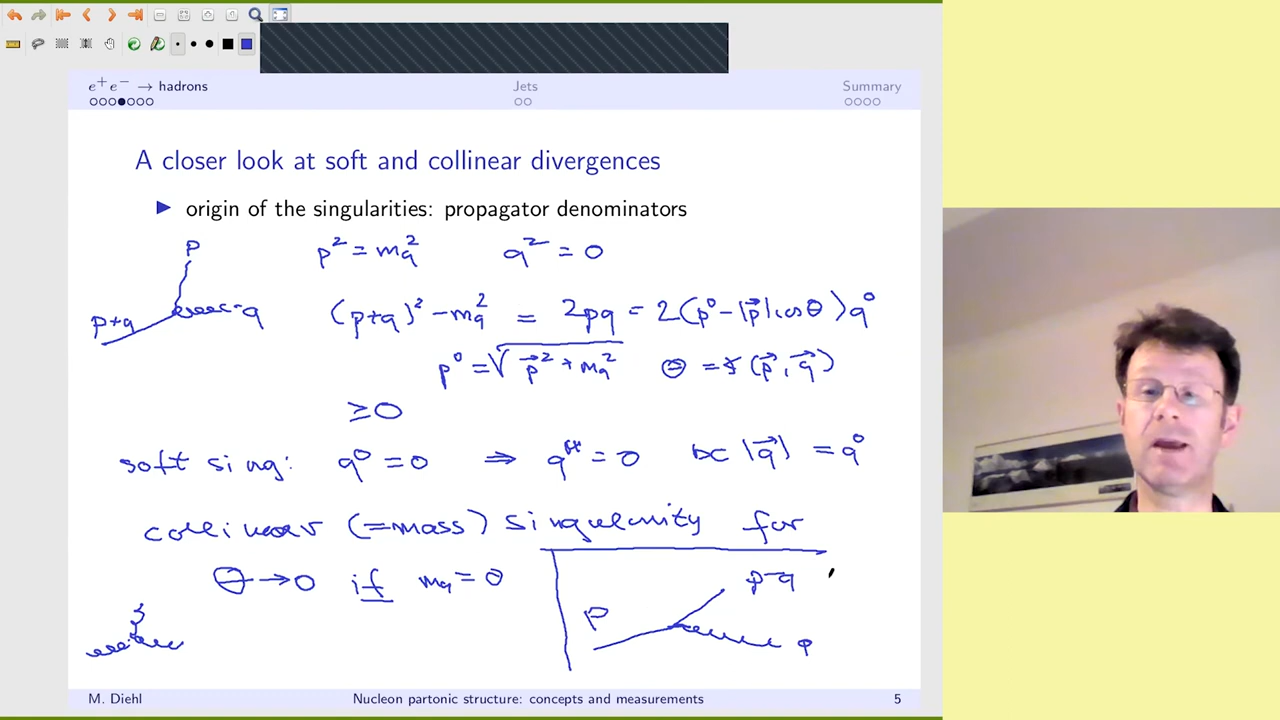 e⁺e⁻ → hadrons Jets Summary
A closer look at soft and collinear divergences
▶ origin of the singularities: propagator denominators
p p² = m_q² q² = 0
p+q q (p+q)² - m_q² = 2pq = 2(p⁰ - |p⃗| cos θ) q⁰
p⁰ = √(p⃗² + m_q²) θ = ∢(p⃗, q⃗)
≥ 0
soft sing: q⁰ = 0 ⇒ q^μ = 0 bc |q⃗| = q⁰
collinear (=mass) singularity for
θ → 0 if m_q = 0 p-q
p q
M. Diehl Nucleon partonic structure: concepts and measurements 5